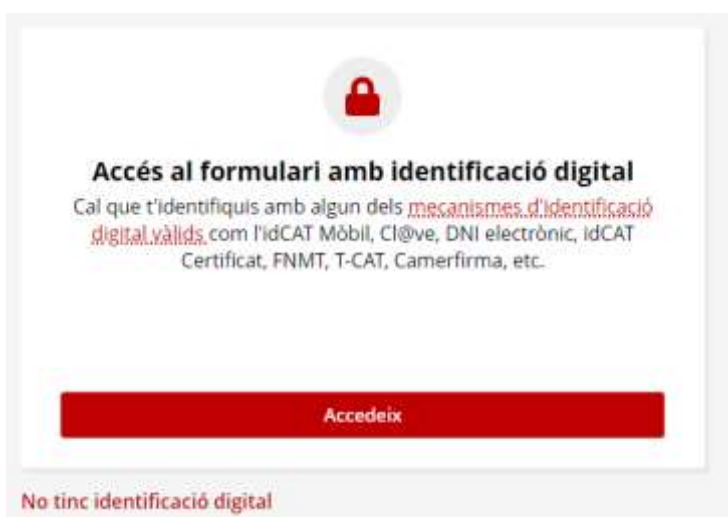 Accés al formulari amb identificació digital
Cal que t'identifiquis amb algun dels mecanismes d'identificació
digital vàlids com l'idCAT Mòbil, Cl@ve, DNI electrònic, idCAT
Certificat, FNMT, T-CAT, Camerfirma, etc.
Accedeix
No tinc identificació digital